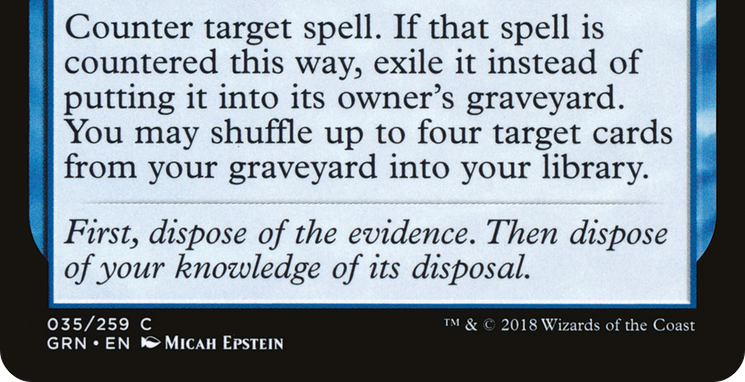 Counter target spell. If that spell is
countered this way, exile it instead of
putting it into its owner's graveyard.
You may shuffle up to four target cards
from your graveyard into your library.
First, dispose of the evidence. Then dispose
of your knowledge of its disposal.
035/259 C
GRN • EN Micah Epstein
™ & © 2018 Wizards of the Coast